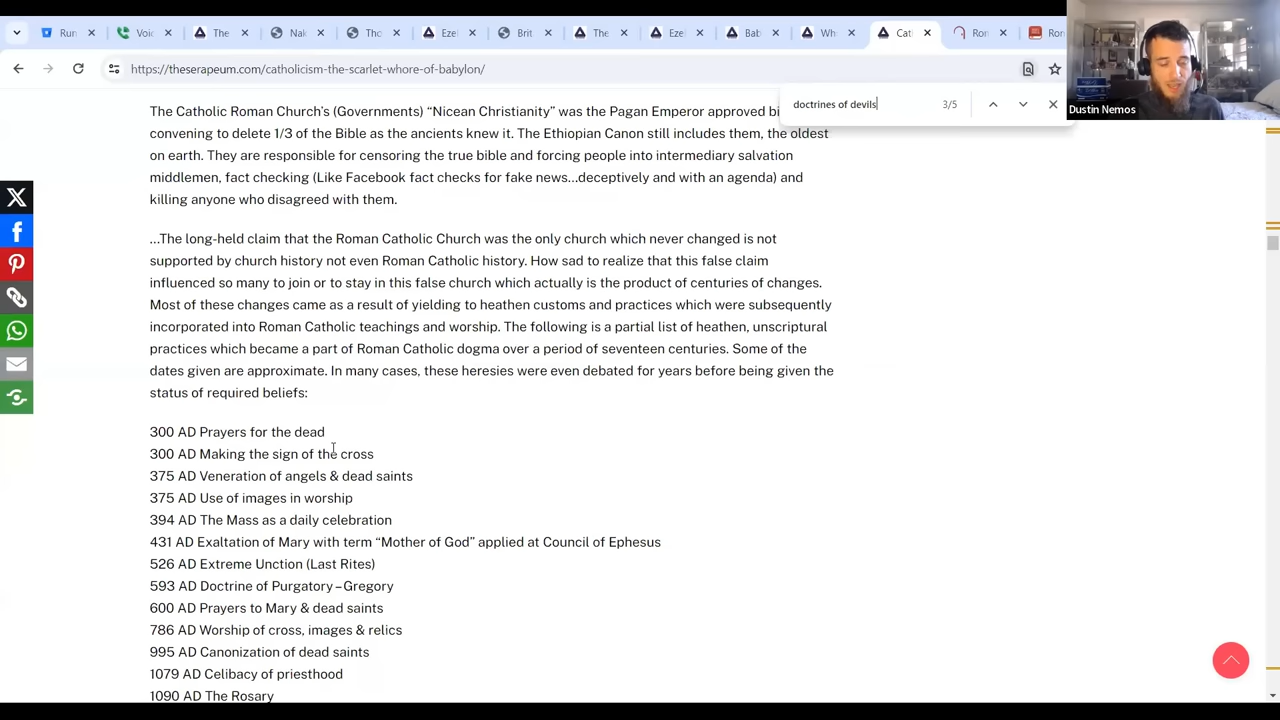 Run
Voic
The
Nak
Tho
Ezel
Brit
The
Ezel
Bab
Wh
Cat
Ron
Ron
https://theserapeum.com/catholicism-the-scarlet-whore-of-babylon/
doctrines of devils
3/5
Dustin Nemos
The Catholic Roman Church's (Government) “Nicean Christianity” was the Pagan Emperor approved
convening to delete 1/3 of the Bible as the ancients knew it. The Ethiopian Canon still includes them, the oldest
on earth. They are responsible for censoring the true bible and forcing people into intermediary salvation
middlemen, fact checking (Like Facebook fact checks for fake news…deceptively and with an agenda) and
killing anyone who disagreed with them.
…The long-held claim that the Roman Catholic Church was the only church which never changed is not
supported by church history not even Roman Catholic history. How sad to realize that this false claim
influenced so many to join or to stay in this false church which actually is the product of centuries of changes.
Most of these changes came as a result of yielding to heathen customs and practices which were subsequently
incorporated into Roman Catholic teachings and worship. The following is a partial list of heathen, unscriptural
practices which became a part of Roman Catholic dogma over a period of seventeen centuries. Some of the
dates given are approximate. In many cases, these heresies were even debated for years before being given the
status of required beliefs:
300 AD Prayers for the dead
300 AD Making the sign of the cross
375 AD Veneration of angels & dead saints
375 AD Use of images in worship
394 AD The Mass as a daily celebration
431 AD Exaltation of Mary with term “Mother of God” applied at Council of Ephesus
526 AD Extreme Unction (Last Rites)
593 AD Doctrine of Purgatory – Gregory
600 AD Prayers to Mary & dead saints
786 AD Worship of cross, images & relics
995 AD Canonization of dead saints
1079 AD Celibacy of priesthood
1090 AD The Rosary